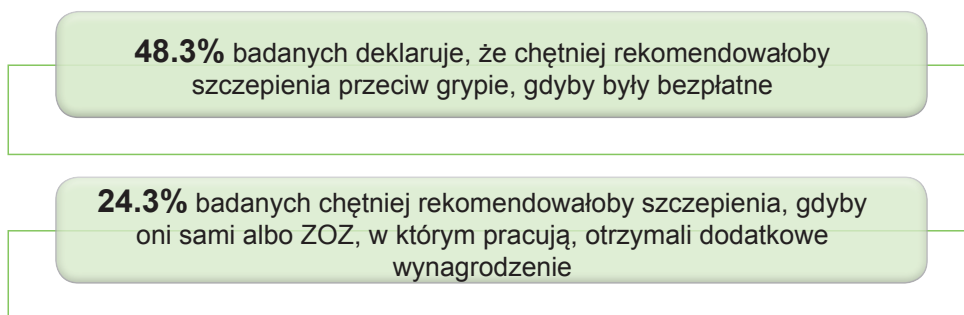 48.3% badanych deklaruje, że chętniej rekomendowałoby
szczepienia przeciw grypie, gdyby były bezpłatne
24.3% badanych chętniej rekomendowałoby szczepienia, gdyby
oni sami albo ZOZ, w którym pracują, otrzymali dodatkowe
wynagrodzenie